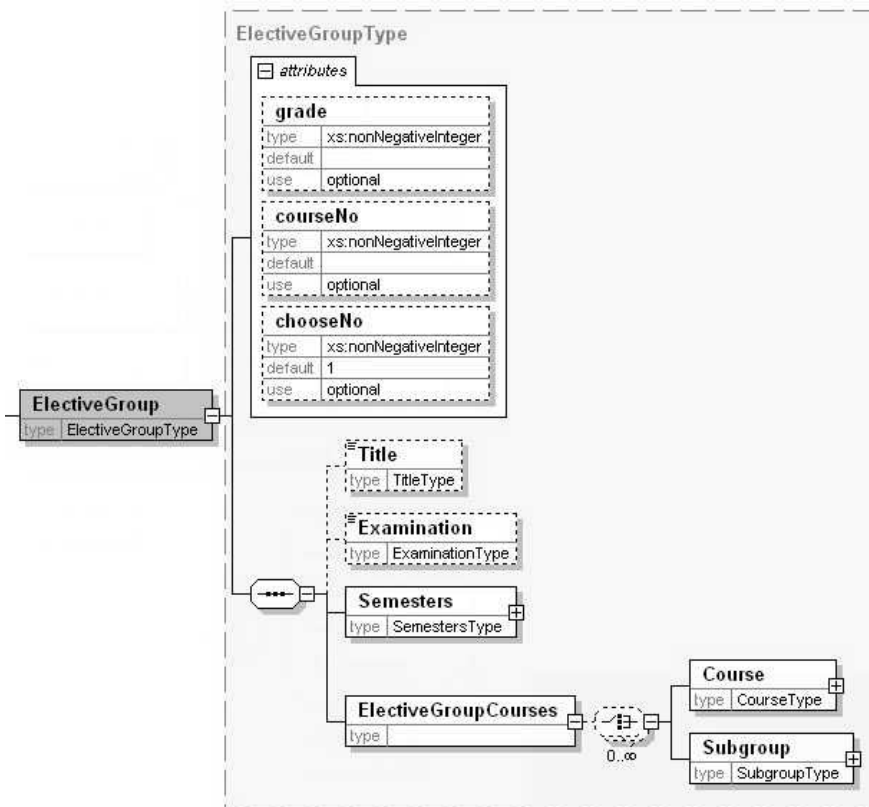 ElectiveGroupType
attributes
grade
type xs:nonNegativeInteger
default
use optional
courseNo
type xs:nonNegativeInteger
default
use optional
chooseNo
type xs:nonNegativeInteger
default 1
use optional
ElectiveGroup
type ElectiveGroupType
Title
type TitleType
Examination
type ExaminationType
Semesters
type SemestersType
ElectiveGroupCourses
type
0..∞
Course
type CourseType
Subgroup
type SubgroupType